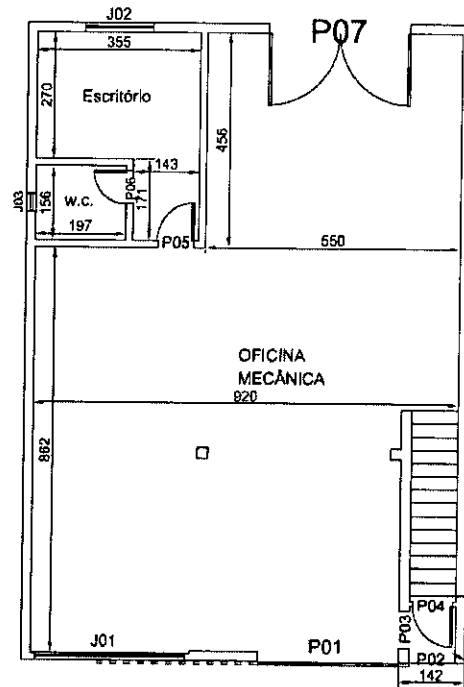 J02
P07
355
270
Escritório
456
143
J03
156
W.C.
P06
171
197
P05
550
OFICINA
MECÂNICA
920
862
P04
P03
J01
P01
P02
142